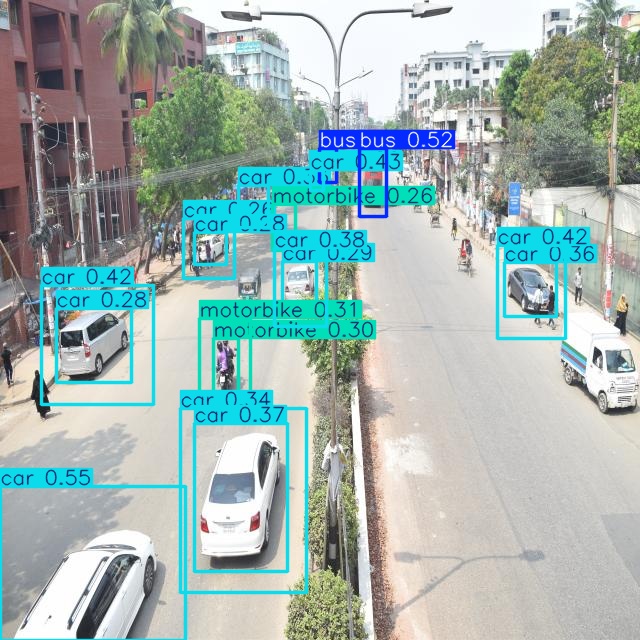 bus
bus 0.52
car 0.43
car
motorbike 0.26
car 0.26
car 0.28
car 0.38
car 0.29
car 0.42
car 0.36
car 0.42
car 0.28
motorbike 0.31
motorbike 0.30
car 0.34
car 0.37
car 0.55